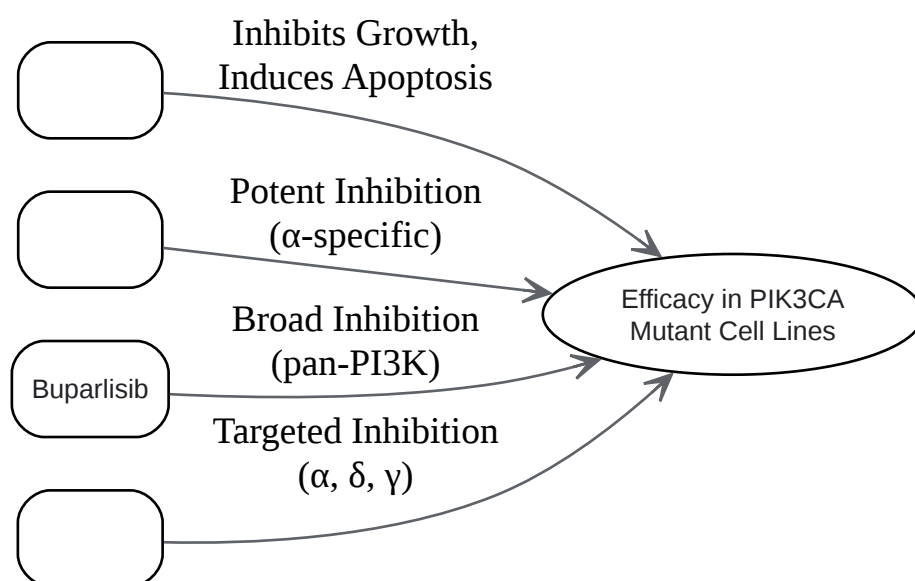 Inhibits Growth,
Induces Apoptosis
Potent Inhibition
(α-specific)
Efficacy in PIK3CA
Mutant Cell Lines
Broad Inhibition
(pan-PI3K)
Buparlisib
Targeted Inhibition
(α, δ, γ)